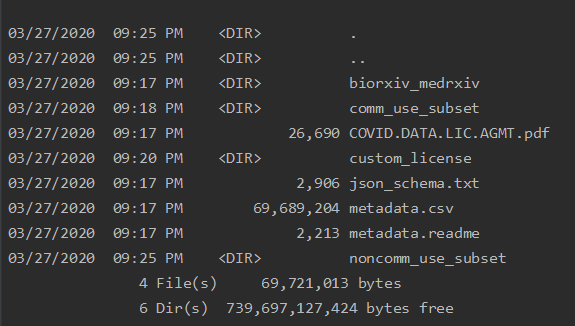 03/27/2020  09:25 PM    <DIR>          .
03/27/2020  09:25 PM    <DIR>          ..
03/27/2020  09:17 PM    <DIR>          biorxiv_medrxiv
03/27/2020  09:18 PM    <DIR>          comm_use_subset
03/27/2020  09:17 PM            26,690 COVID.DATA.LIC.AGMT.pdf
03/27/2020  09:20 PM    <DIR>          custom_license
03/27/2020  09:17 PM             2,906 json_schema.txt
03/27/2020  09:17 PM        69,689,204 metadata.csv
03/27/2020  09:17 PM             2,213 metadata.readme
03/27/2020  09:25 PM    <DIR>          noncomm_use_subset
               4 File(s)     69,721,013 bytes
               6 Dir(s)  739,697,127,424 bytes free